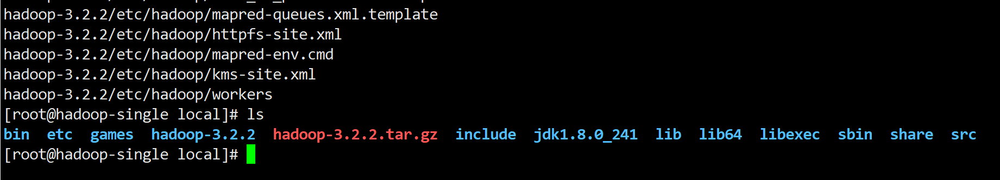 hadoop-3.2.2/etc/hadoop/mapred-queues.xml.template
hadoop-3.2.2/etc/hadoop/httpfs-site.xml
hadoop-3.2.2/etc/hadoop/mapred-env.cmd
hadoop-3.2.2/etc/hadoop/kms-site.xml
hadoop-3.2.2/etc/hadoop/workers
[root@hadoop-single local]# ls
bin  etc  games  hadoop-3.2.2  hadoop-3.2.2.tar.gz  include  jdk1.8.0_241  lib  lib64  libexec  sbin  share  src
[root@hadoop-single local]#